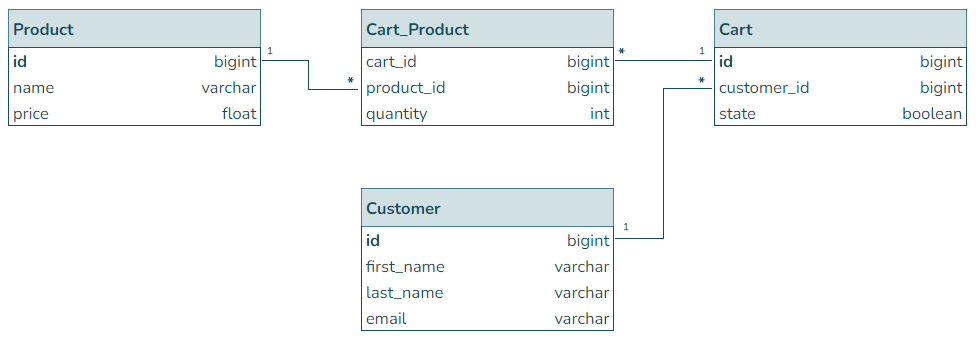 Product
id bigint
name varchar
price float
1
*
Cart_Product
cart_id bigint
product_id bigint
quantity int
*
1
*
Cart
id bigint
customer_id bigint
state boolean
Customer
id bigint
first_name varchar
last_name varchar
email varchar
1